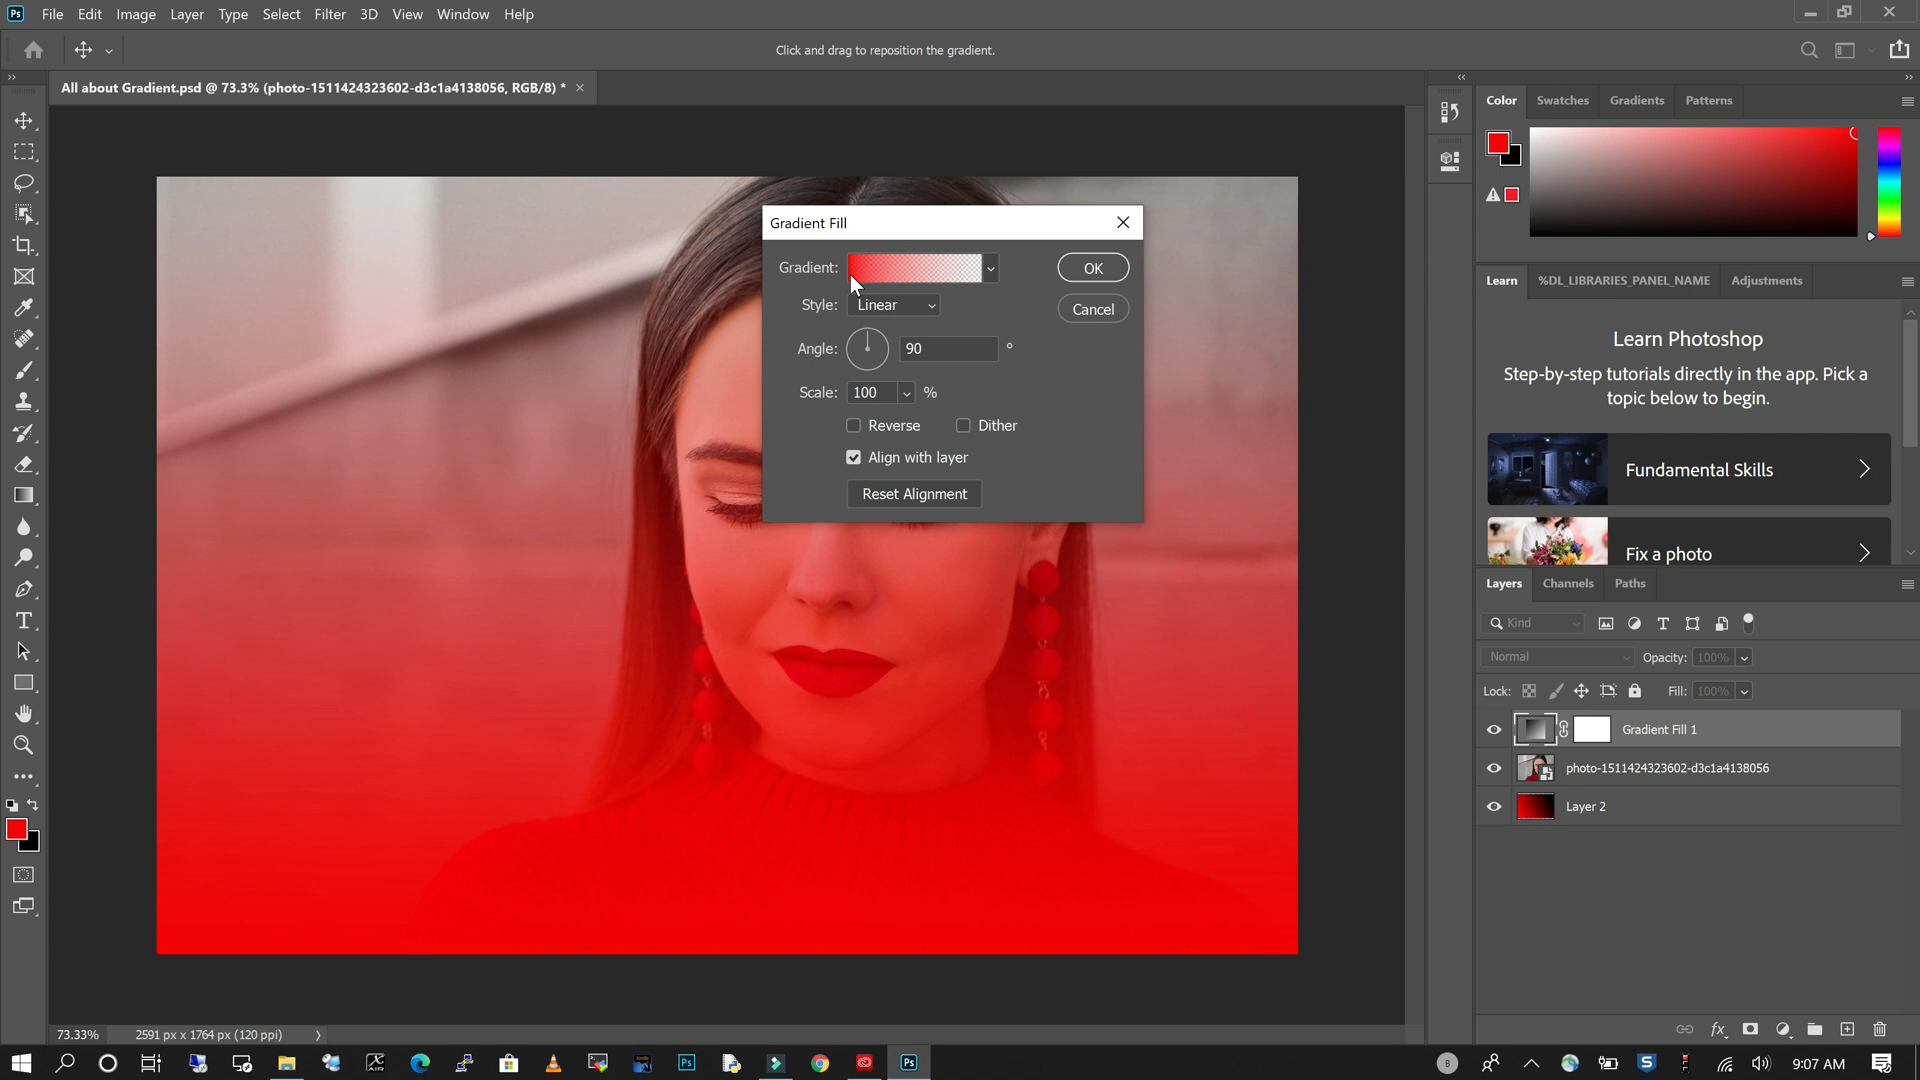 Ps File Edit Image Layer Type Select Filter 3D View Window Help
Click and drag to reposition the gradient.
All about Gradient.psd @ 73.3% (photo-1511424323602-d3c1a4138056, RGB/8) * ×
Color Swatches Gradients Patterns
Gradient Fill
Gradient:
OK
Style: Linear
Cancel
Angle: 90 °
Scale: 100 %
Reverse Dither
Align with layer
Reset Alignment
Learn %DL_LIBRARIES_PANEL_NAME Adjustments
Learn Photoshop
Step-by-step tutorials directly in the app. Pick a
topic below to begin.
Fundamental Skills
Fix a photo
Layers Channels Paths
Kind
Normal Opacity: 100%
Lock: Fill: 100%
Gradient Fill 1
photo-1511424323602-d3c1a4138056
Layer 2
fx
73.33% 2591 px x 1764 px (120 ppi)
Ps Ps 9:07 AM